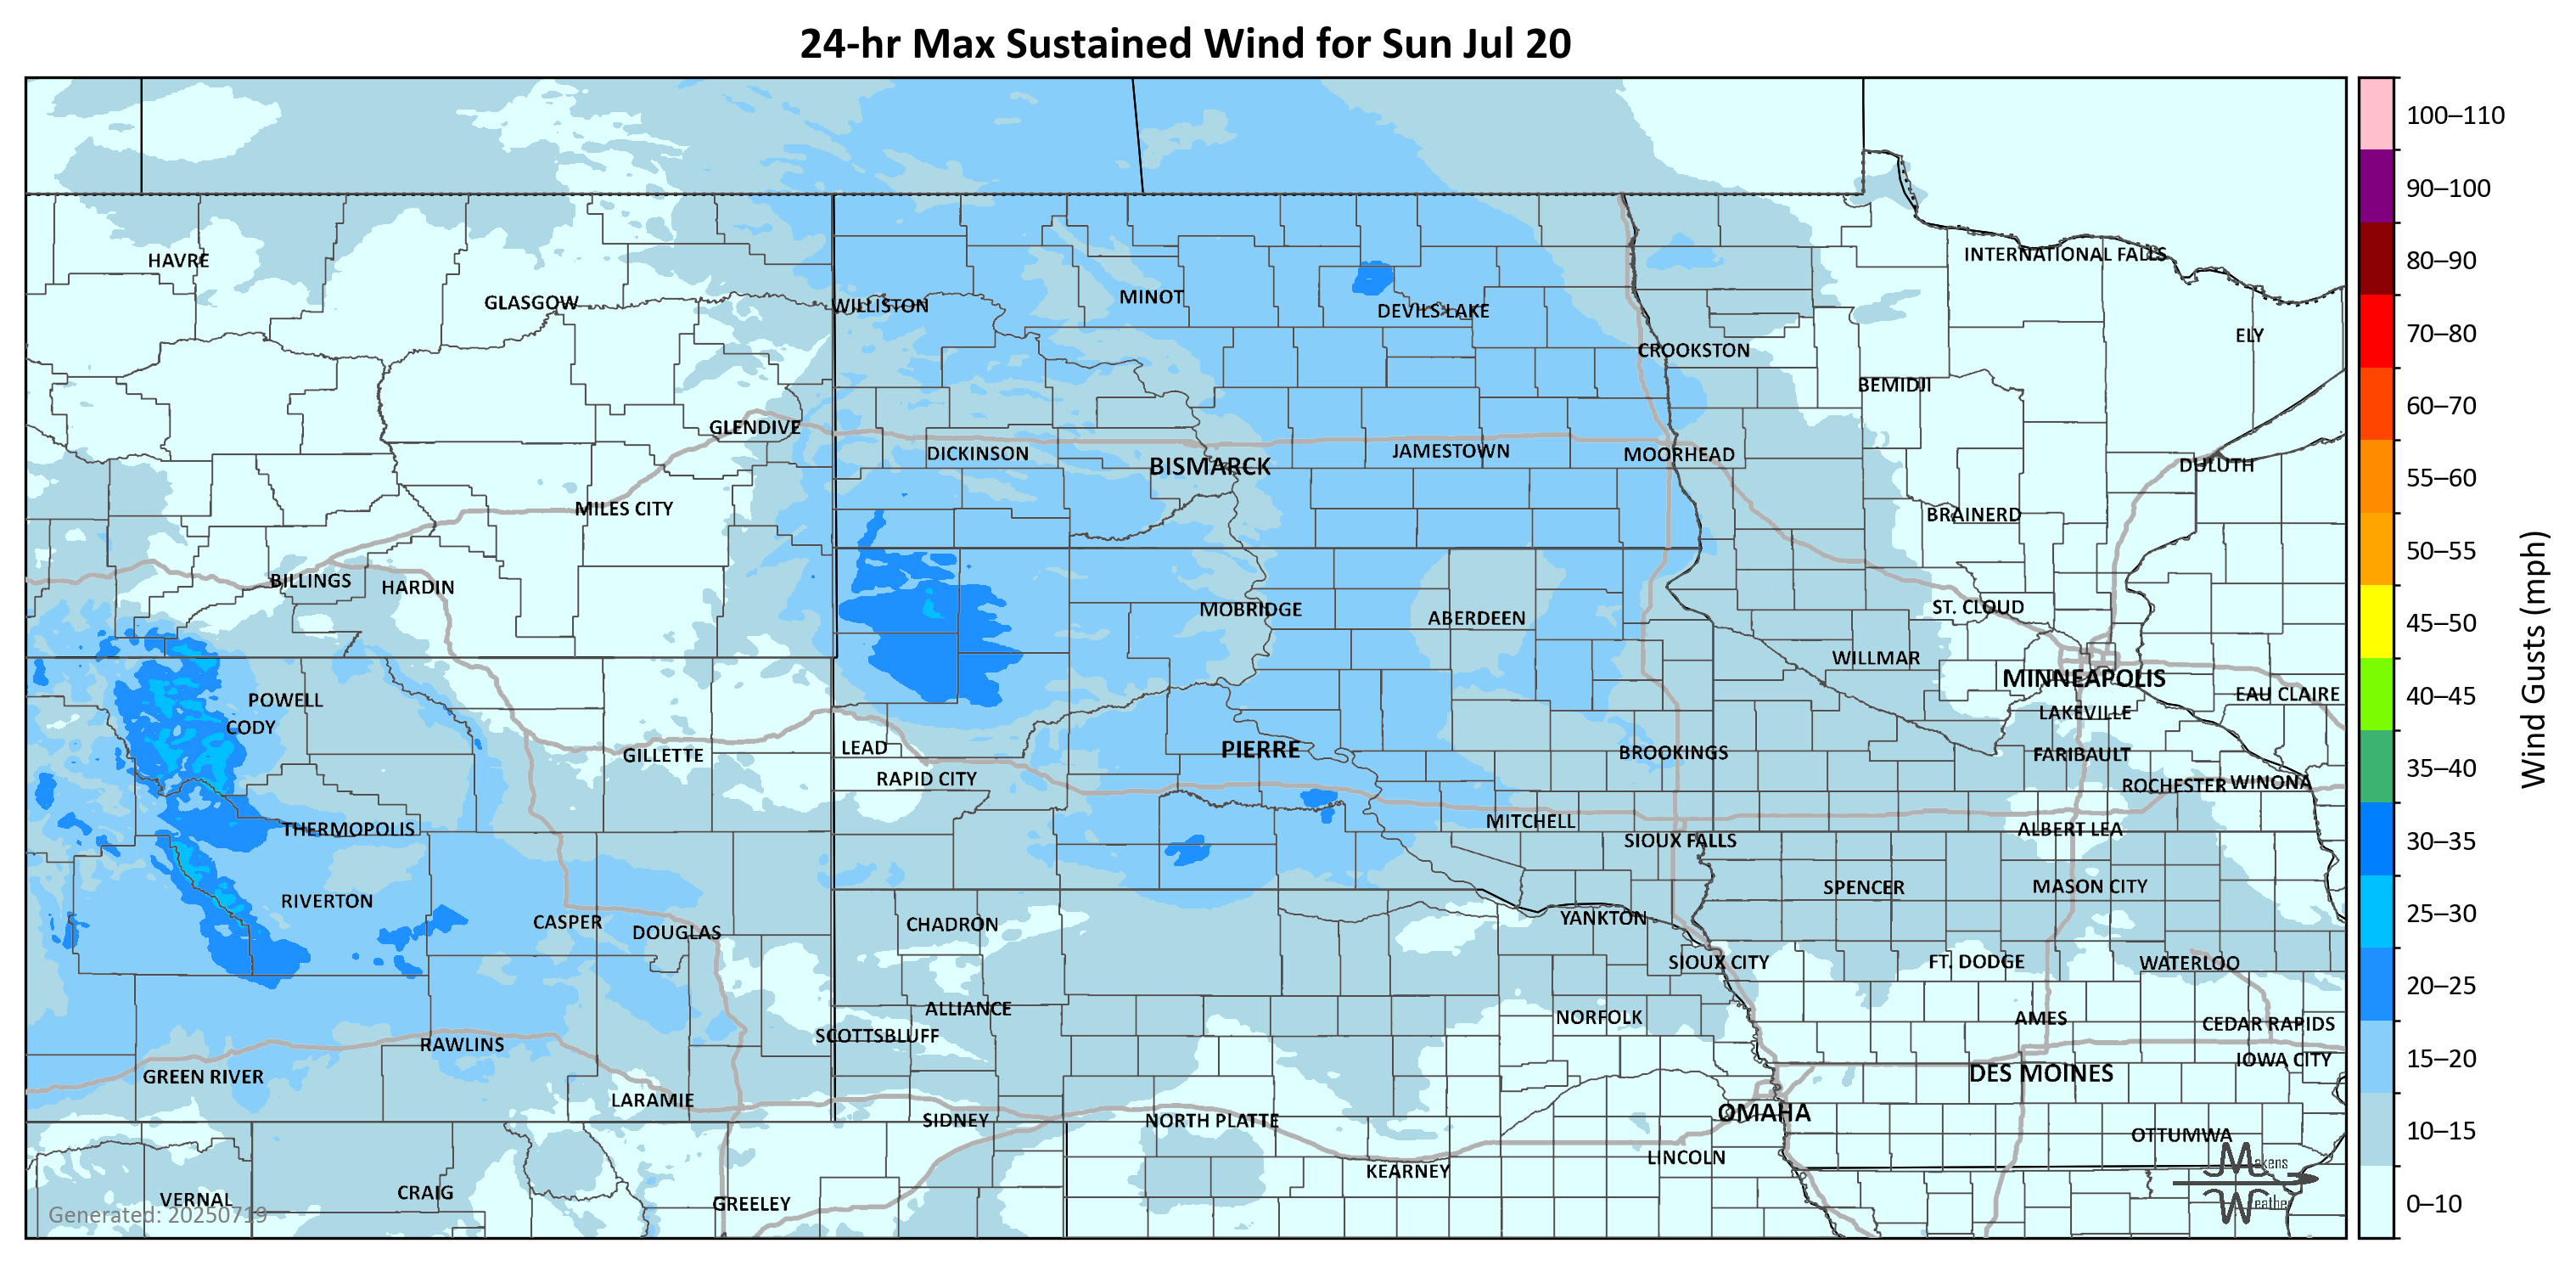 24-hr Max Sustained Wind for Sun Jul 20
100–110
90–100
80–90
70–80
60–70
55–60
50–55
45–50
40–45
35–40
30–35
25–30
20–25
15–20
10–15
0–10
Wind Gusts (mph)
INTERNATIONAL FALLS
HAVRE
GLASGOW
WILLISTON
MINOT
DEVILS LAKE
ELY
CROOKSTON
BEMIDJI
GLENDIVE
DICKINSON
BISMARCK
JAMESTOWN
MOORHEAD
DULUTH
MILES CITY
BRAINERD
BILLINGS
HARDIN
MOBRIDGE
ABERDEEN
ST. CLOUD
WILLMAR
MINNEAPOLIS
EAU CLAIRE
POWELL
CODY
LAKEVILLE
GILLETTE
LEAD
PIERRE
BROOKINGS
FARIBAULT
RAPID CITY
ROCHESTER
WINONA
THERMOPOLIS
MITCHELL
ALBERT LEA
SIOUX FALLS
SPENCER
MASON CITY
RIVERTON
CASPER
DOUGLAS
CHADRON
YANKTON
SIOUX CITY
FT. DODGE
WATERLOO
ALLIANCE
NORFOLK
AMES
CEDAR RAPIDS
SCOTTSBLUFF
RAWLINS
IOWA CITY
GREEN RIVER
DES MOINES
LARAMIE
SIDNEY
NORTH PLATTE
OMAHA
OTTUMWA
LINCOLN
KEARNEY
VERNAL
CRAIG
GREELEY
Generated: 20250719
Makens
Weather